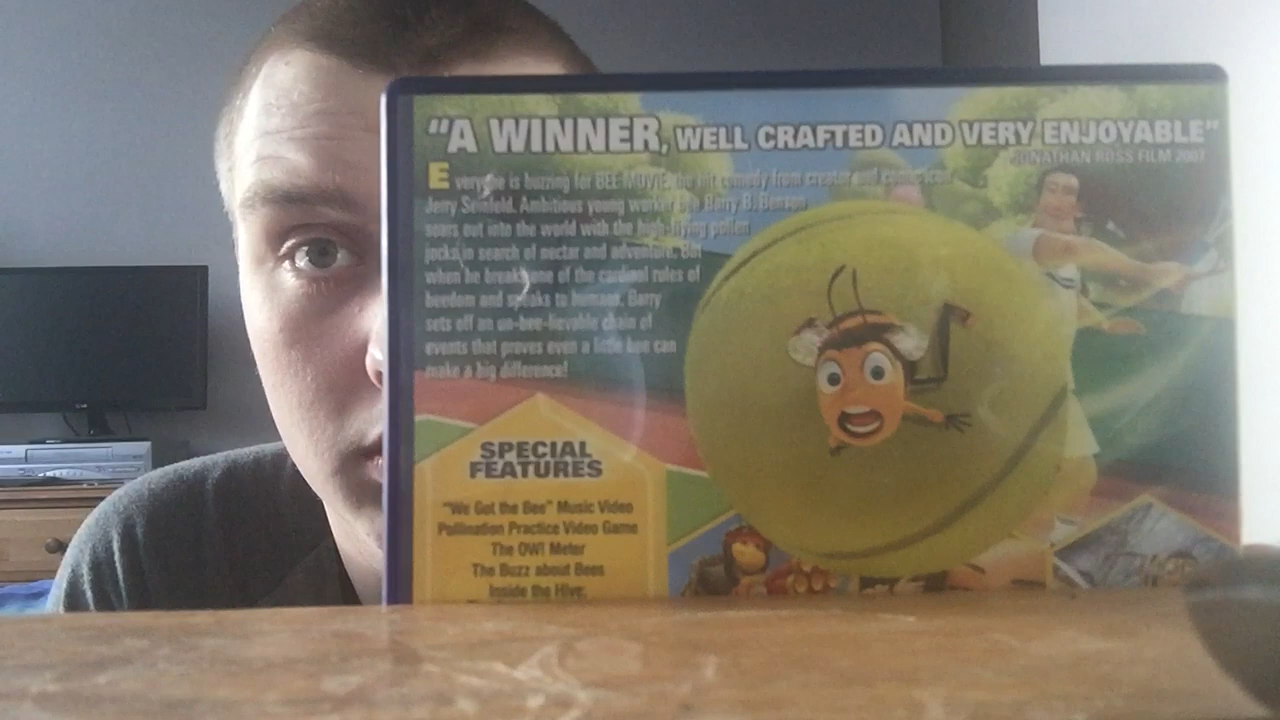 "A WINNER, WELL CRAFTED AND VERY ENJOYABLE"
JONATHAN ROSS FILM 2007
Everyone is buzzing for BEE MOVIE, the hit comedy from creator and comic icon
Jerry Seinfeld. Ambitious young worker bee Barry B. Benson
soars out into the world with the high-flying pollen
jocks in search of nectar and adventure. But
when he breaks one of the cardinal rules of
beedom and speaks to humans, Barry
sets off an un-bee-lievable chain of
events that proves even a little bee can
make a big difference!
SPECIAL
FEATURES
"We Got the Bee" Music Video
Pollination Practice Video Game
The OW! Meter
The Buzz about Bees
Inside the Hive: